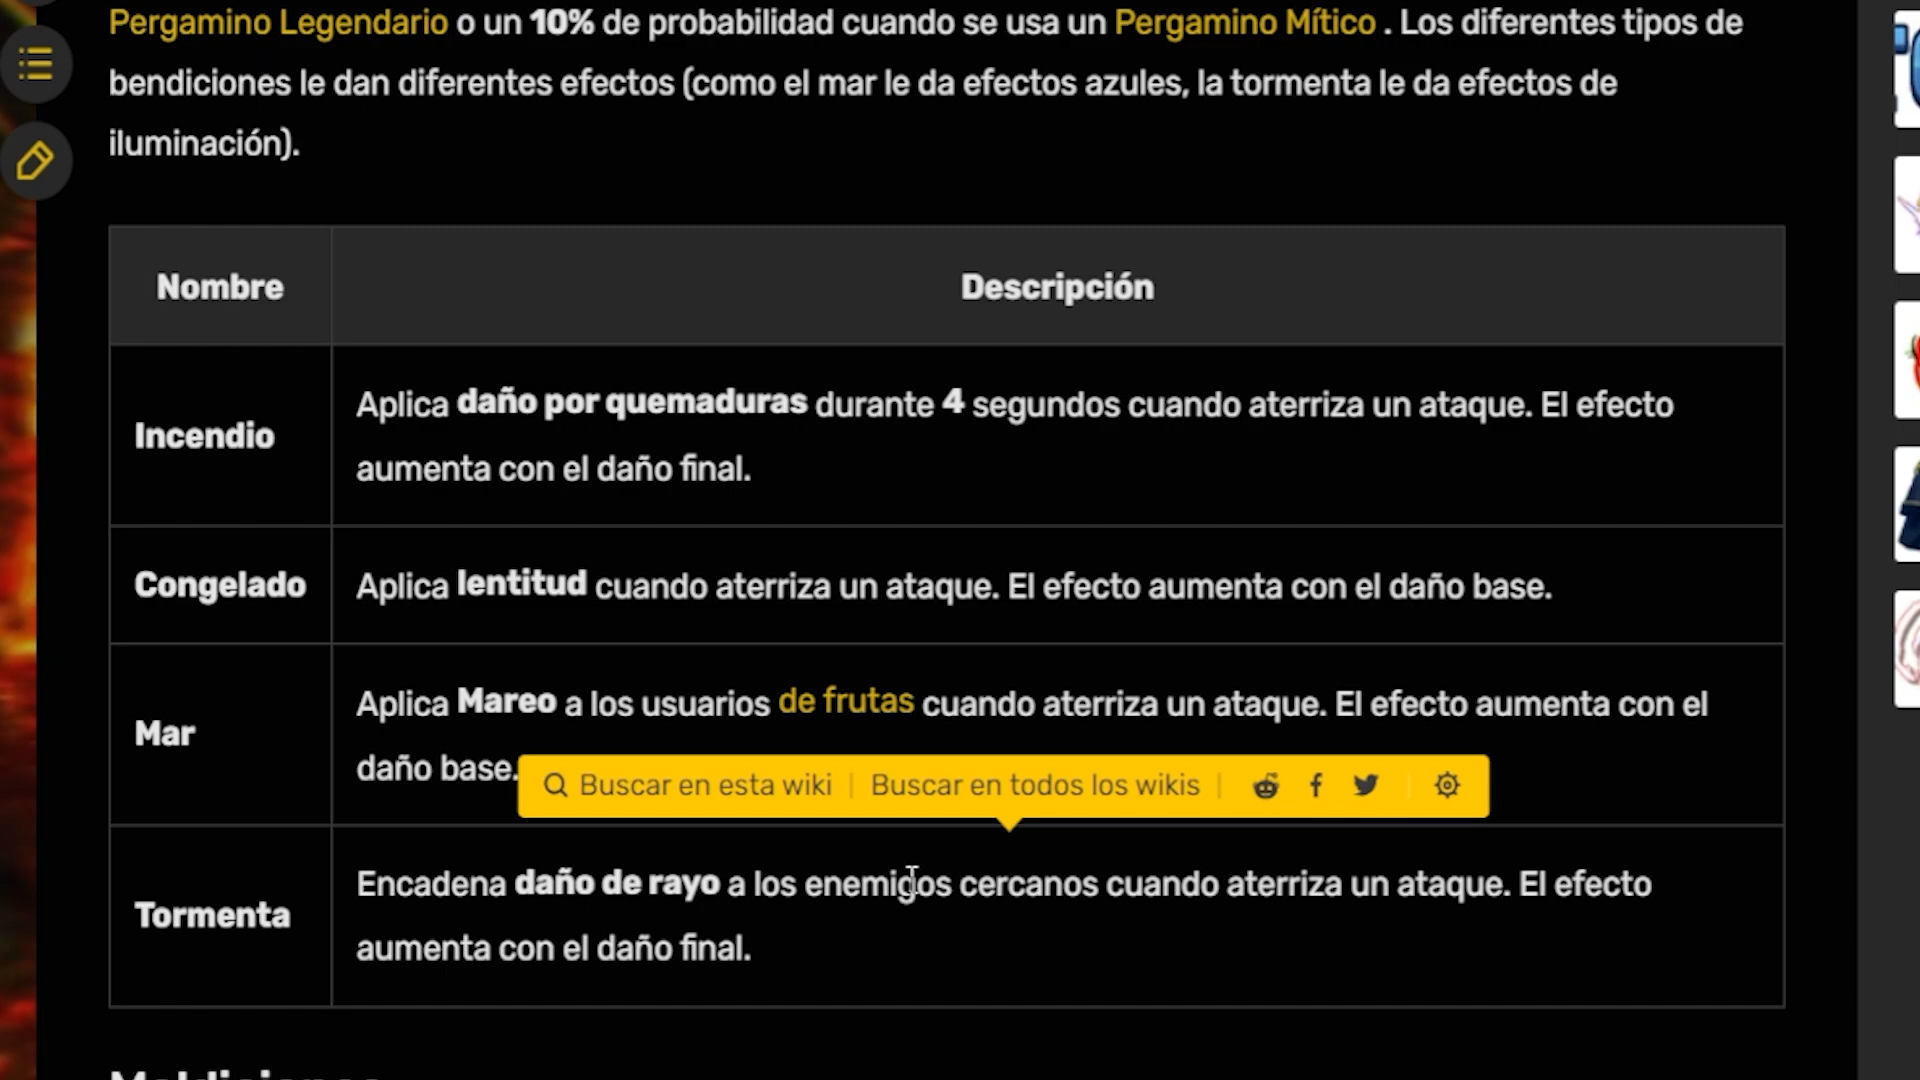 Pergamino Legendario o un 10% de probabilidad cuando se usa un Pergamino Mítico . Los diferentes tipos de
bendiciones le dan diferentes efectos (como el mar le da efectos azules, la tormenta le da efectos de
iluminación).
Nombre
Descripción
Incendio
Aplica daño por quemaduras durante 4 segundos cuando aterriza un ataque. El efecto
aumenta con el daño final.
Congelado
Aplica lentitud cuando aterriza un ataque. El efecto aumenta con el daño base.
Mar
Aplica Mareo a los usuarios de frutas cuando aterriza un ataque. El efecto aumenta con el
daño base.
Buscar en esta wiki | Buscar en todos los wikis |
Tormenta
Encadena daño de rayo a los enemigos cercanos cuando aterriza un ataque. El efecto
aumenta con el daño final.